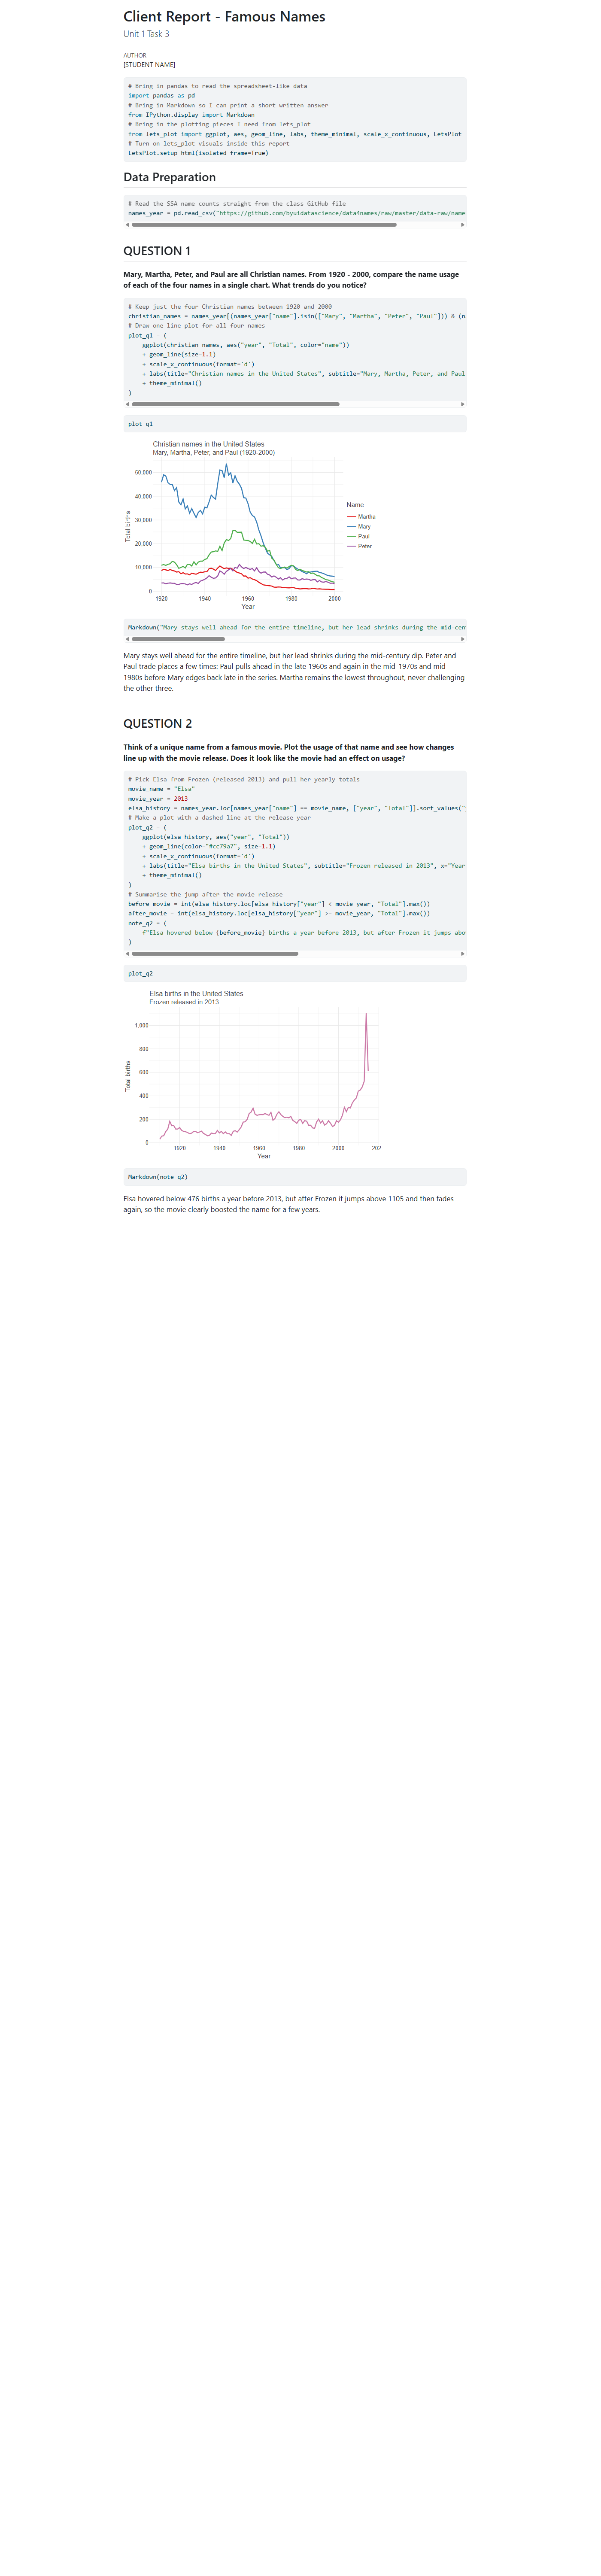 Client Report - Famous Names
Unit 1 Task 3
AUTHOR
[STUDENT NAME]
# Bring in pandas to read the spreadsheet-like data
import pandas as pd
# Bring in Markdown so I can print a short written answer
from IPython.display import Markdown
# Bring in the plotting pieces I need from lets_plot
from lets_plot import ggplot, aes, geom_line, labs, theme_minimal, scale_x_continuous, LetsPlot
# Turn on lets_plot visuals inside this report
LetsPlot.setup_html(isolated_frame=True)
Data Preparation
# Read the SSA name counts straight from the class GitHub file
names_year = pd.read_csv("https://github.com/byuidatascience/data4names/raw/master/data-raw/name
QUESTION 1
Mary, Martha, Peter, and Paul are all Christian names. From 1920 - 2000, compare the name usage
of each of the four names in a single chart. What trends do you notice?
# Keep just the four Christian names between 1920 and 2000
christian_names = names_year[(names_year["name"].isin(["Mary", "Martha", "Peter", "Paul"])) & (n
# Draw one line plot for all four names
plot_q1 = (
ggplot(christian_names, aes("year", "Total", color="name"))
+ geom_line(size=1.1)
+ scale_x_continuous(format='d')
+ labs(title="Christian names in the United States", subtitle="Mary, Martha, Peter, and Paul
+ theme_minimal()
)
plot_q1
Christian names in the United States
Mary, Martha, Peter, and Paul (1920-2000)
50,000
40,000
30,000
20,000
10,000
0
Total births
1920 1940 1960 1980 2000
Year
Name
Martha
Mary
Paul
Peter
Markdown("Mary stays well ahead for the entire timeline, but her lead shrinks during the mid-cen
Mary stays well ahead for the entire timeline, but her lead shrinks during the mid-century dip. Peter and
Paul trade places a few times: Paul pulls ahead in the late 1960s and again in the mid-1970s and mid-
1980s before Mary edges back late in the series. Martha remains the lowest throughout, never challenging
the other three.
QUESTION 2
Think of a unique name from a famous movie. Plot the usage of that name and see how changes
line up with the movie release. Does it look like the movie had an effect on usage?
# Pick Elsa from Frozen (released 2013) and pull her yearly totals
movie_name = "Elsa"
movie_year = 2013
elsa_history = names_year.loc[names_year["name"] == movie_name, ["year", "Total"]].sort_values("
# Make a plot with a dashed line at the release year
plot_q2 = (
ggplot(elsa_history, aes("year", "Total"))
+ geom_line(color="#cc79a7", size=1.1)
+ scale_x_continuous(format='d')
+ labs(title="Elsa births in the United States", subtitle="Frozen released in 2013", x="Year
+ theme_minimal()
)
# Summarise the jump after the movie release
before_movie = int(elsa_history.loc[elsa_history["year"] < movie_year, "Total"].max())
after_movie = int(elsa_history.loc[elsa_history["year"] >= movie_year, "Total"].max())
note_q2 = (
f"Elsa hovered below {before_movie} births a year before 2013, but after Frozen it jumps abo
)
plot_q2
Elsa births in the United States
Frozen released in 2013
1,000
800
600
400
200
0
Total births
1920 1940 1960 1980 2000 202
Year
Markdown(note_q2)
Elsa hovered below 476 births a year before 2013, but after Frozen it jumps above 1105 and then fades
again, so the movie clearly boosted the name for a few years.